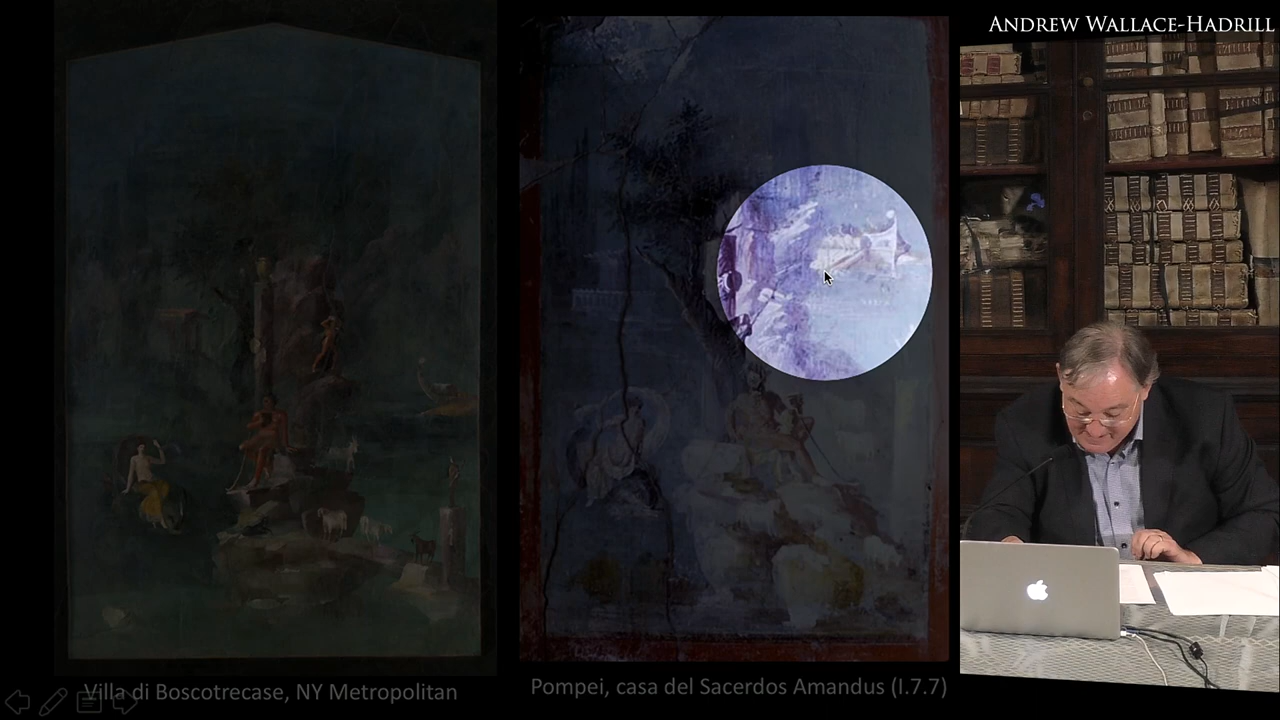 ANDREW WALLACE-HADRILL
Villa di Boscotrecase, NY Metropolitan
Pompei, casa del Sacerdos Amandus (I.7.7)